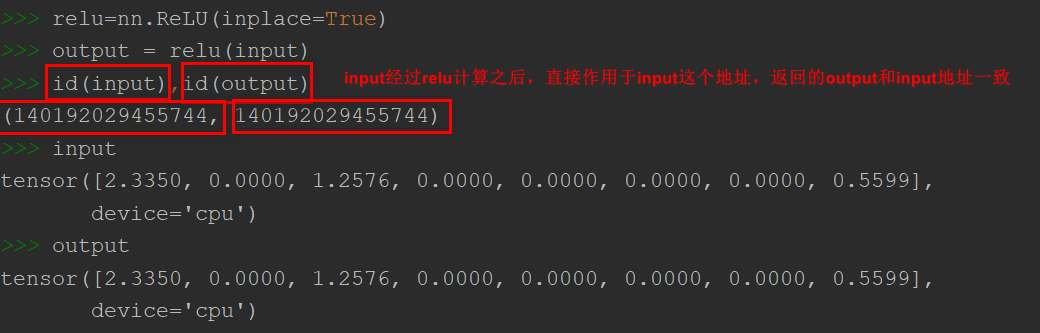 >>> relu=nn.ReLU(inplace=True)
>>> output = relu(input)
>>> id(input),id(output) input经过relu计算之后，直接作用于input这个地址，返回的output和input地址一致
(140192029455744, 140192029455744)
>>> input
tensor([2.3350, 0.0000, 1.2576, 0.0000, 0.0000, 0.0000, 0.0000, 0.5599],
       device='cpu')
>>> output
tensor([2.3350, 0.0000, 1.2576, 0.0000, 0.0000, 0.0000, 0.0000, 0.5599],
       device='cpu')